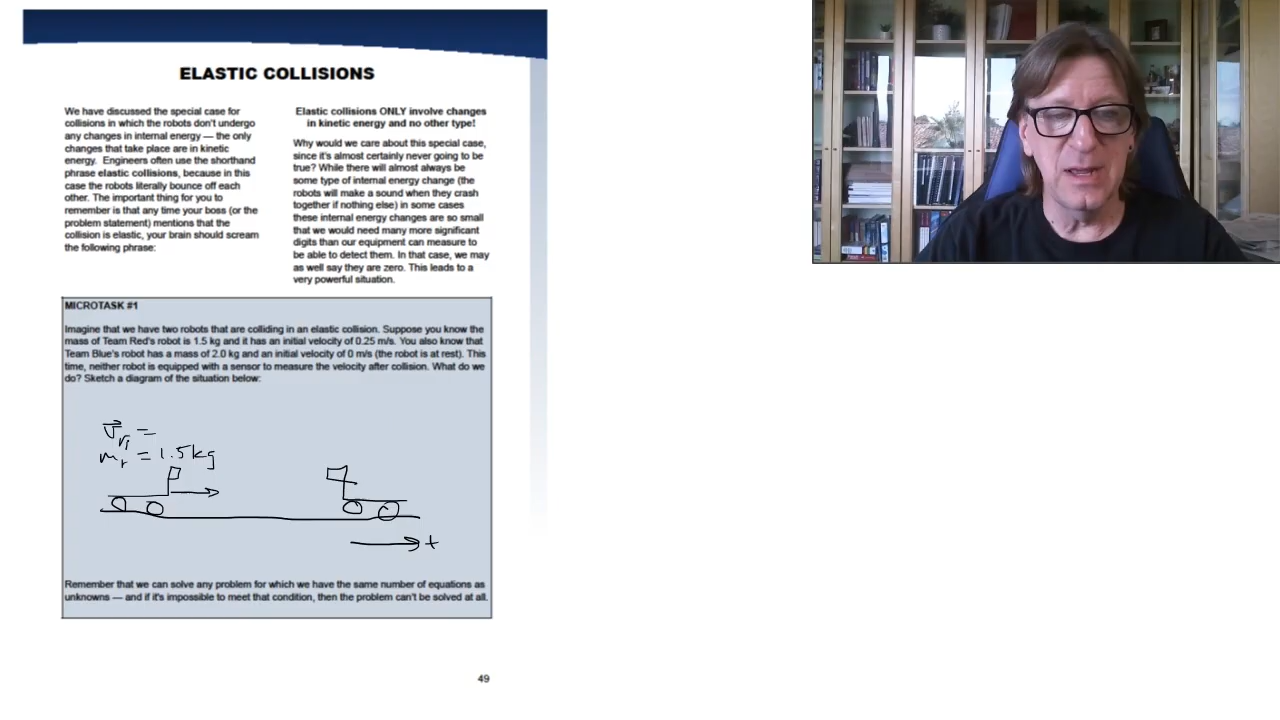 ELASTIC COLLISIONS
We have discussed the special case for
collisions in which the robots don't undergo
any changes in internal energy — the only
changes that take place are in kinetic
energy. Engineers often use the shorthand
phrase elastic collisions, because in this
case the robots literally bounce off each
other. The important thing for you to
remember is that any time your boss (or the
problem statement) mentions that the
collision is elastic, your brain should scream
the following phrase:
Elastic collisions ONLY involve changes
in kinetic energy and no other type!
Why would we care about this special case,
since it's almost certainly never going to be
true? While there will almost always be
some type of internal energy change (the
robots will make a sound when they crash
together if nothing else) in some cases
these internal energy changes are so small
that we would need many more significant
digits than our equipment can measure to
be able to detect them. In that case, we may
as well say they are zero. This leads to a
very powerful situation.
MICROTASK #1
Imagine that we have two robots that are colliding in an elastic collision. Suppose you know the
mass of Team Red's robot is 1.5 kg and it has an initial velocity of 0.25 m/s. You also know that
Team Blue's robot has a mass of 2.0 kg and an initial velocity of 0 m/s (the robot is at rest). This
time, neither robot is equipped with a sensor to measure the velocity after collision. What do we
do? Sketch a diagram of the situation below:
v⃗ri =
mr = 1.5kg
+
Remember that we can solve any problem for which we have the same number of equations as
unknowns — and if it's impossible to meet that condition, then the problem can't be solved at all.
49